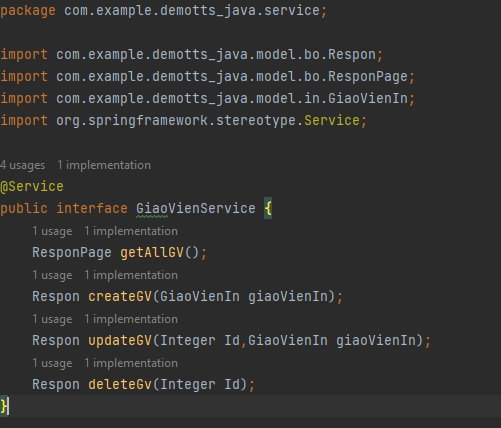 package com.example.demotts_java.service;
import com.example.demotts_java.model.bo.Respon;
import com.example.demotts_java.model.bo.ResponPage;
import com.example.demotts_java.model.in.GiaoVienIn;
import org.springframework.stereotype.Service;
4 usages 1 implementation
@Service
public interface GiaoVienService {
1 usage 1 implementation
ResponPage getAllGV();
1 usage 1 implementation
Respon createGV(GiaoVienIn giaoVienIn);
1 usage 1 implementation
Respon updateGV(Integer Id,GiaoVienIn giaoVienIn);
1 usage 1 implementation
Respon deleteGv(Integer Id);
}